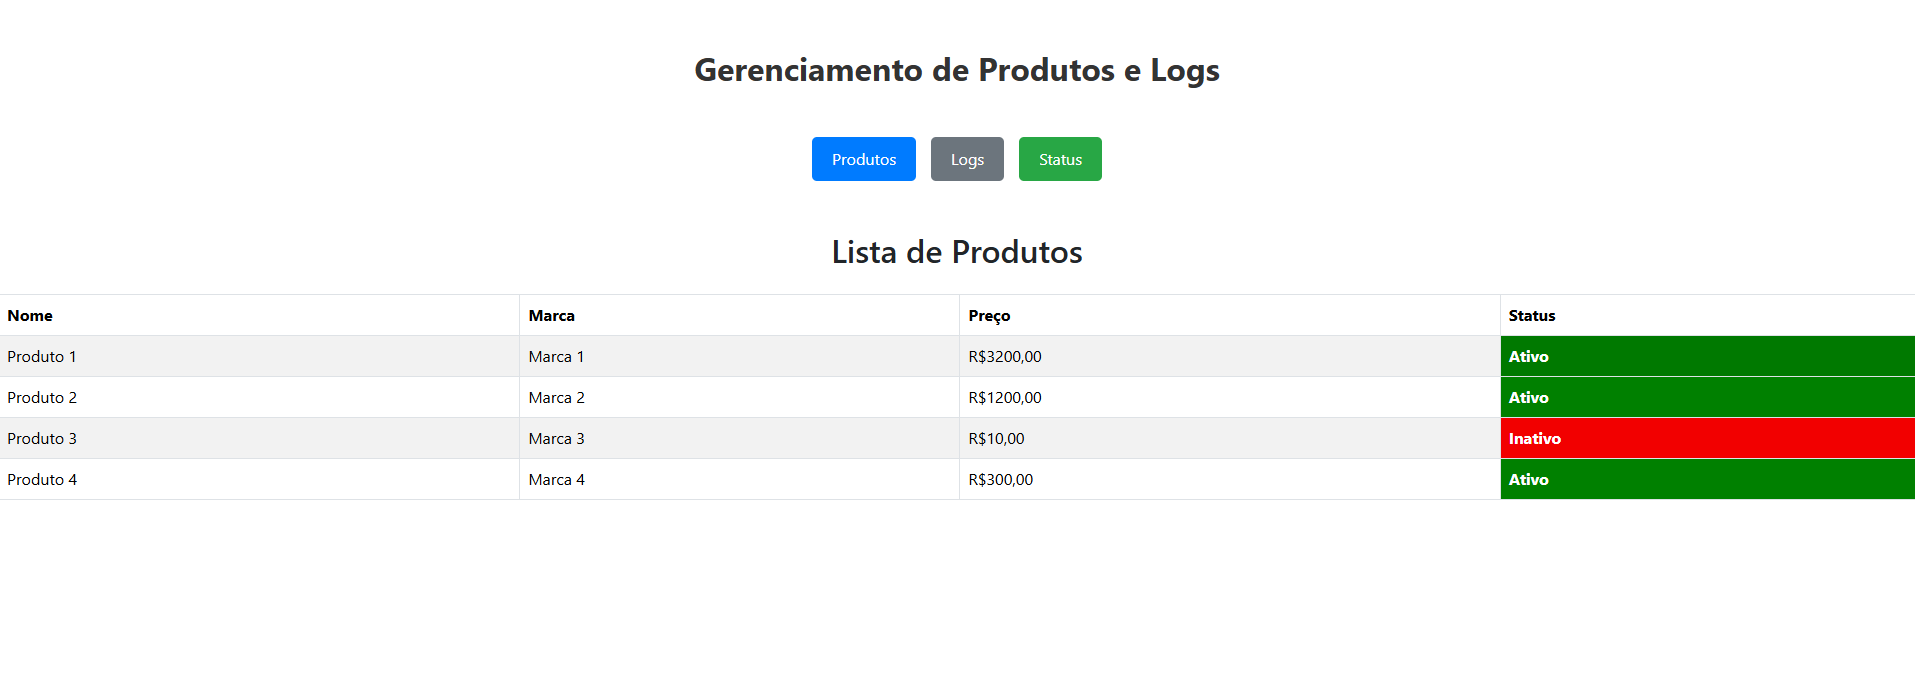 Gerenciamento de Produtos e Logs
Produtos Logs Status
Lista de Produtos
Nome Marca Preço Status
Produto 1 Marca 1 R$3200,00 Ativo
Produto 2 Marca 2 R$1200,00 Ativo
Produto 3 Marca 3 R$10,00 Inativo
Produto 4 Marca 4 R$300,00 Ativo